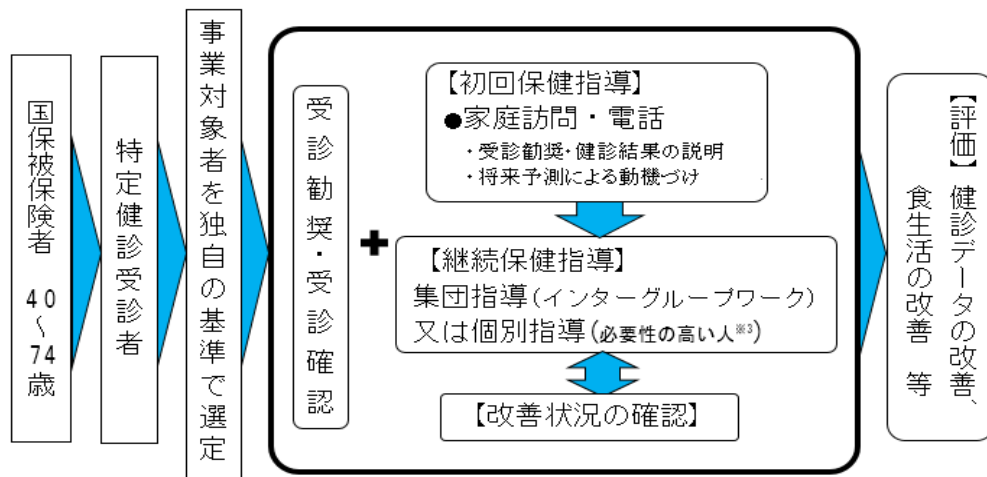 国保被保険者　40～74歳
特定健診受診者
事業対象者を独自の基準で選定
受診勧奨・受診確認
+
【初回保健指導】
●家庭訪問・電話
・受診勧奨・健診結果の説明
・将来予測による動機づけ
【継続保健指導】
集団指導(インターグループワーク)
又は個別指導(必要性の高い人※3)
【改善状況の確認】
【評価】健診データの改善、
食生活の改善　等